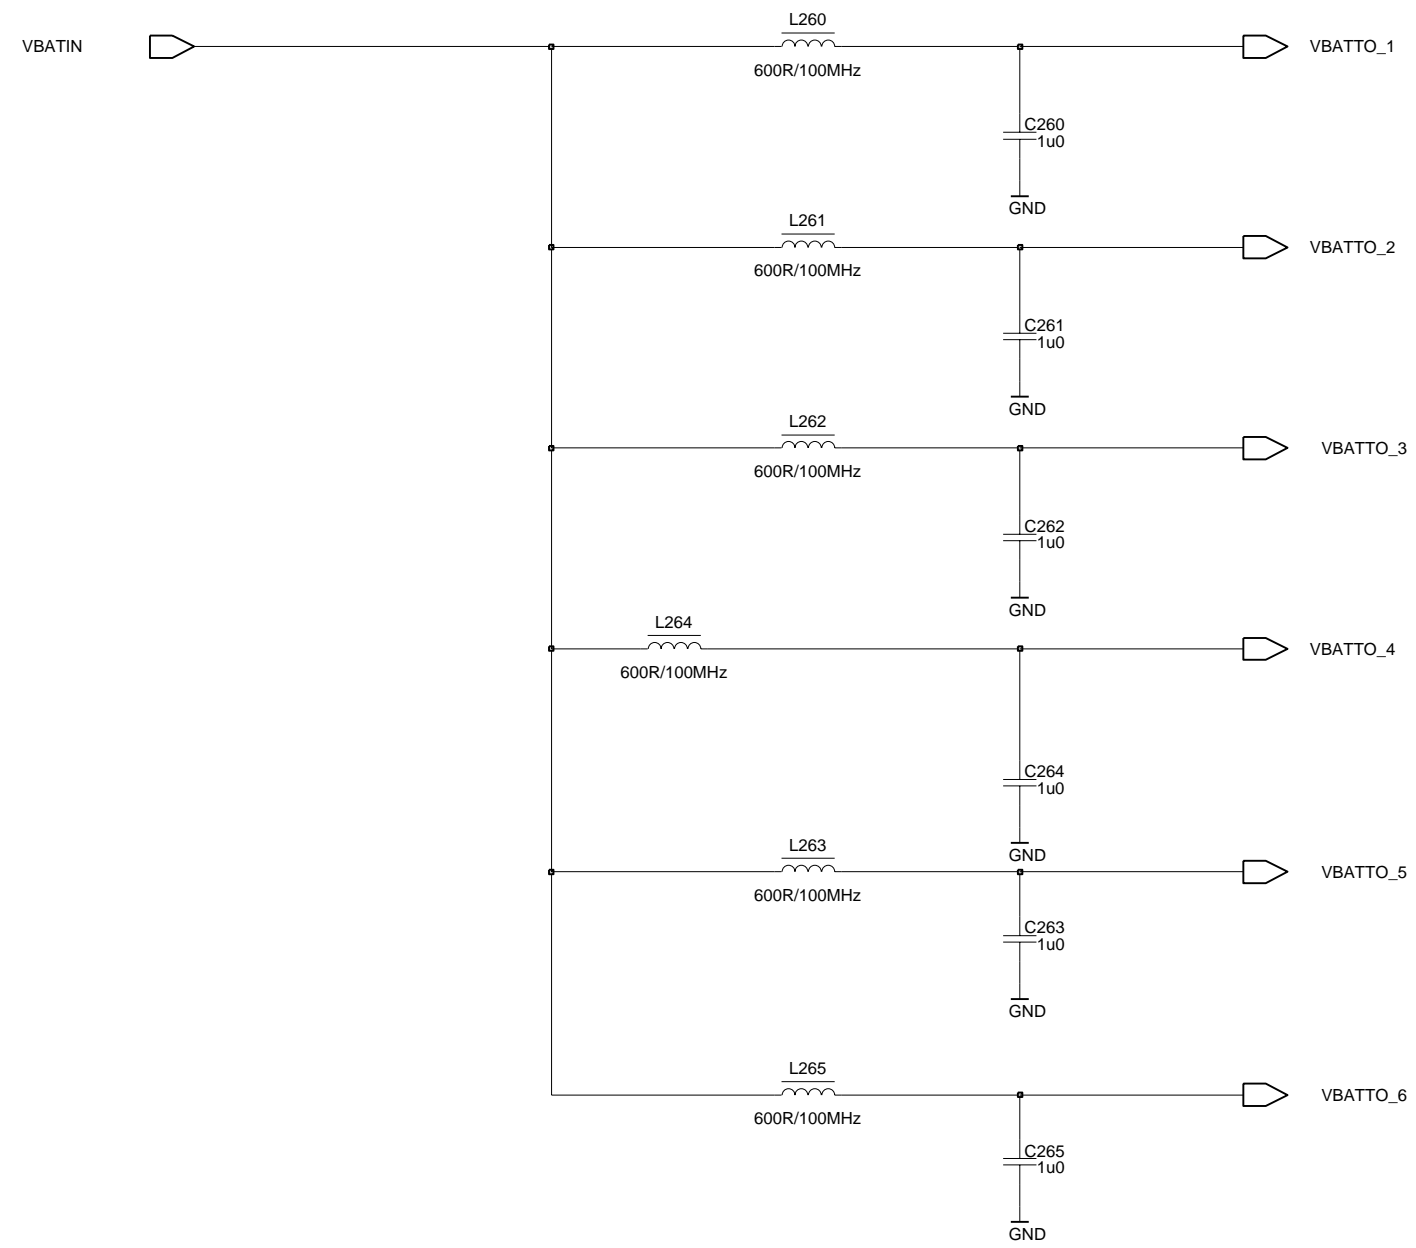 L260
VBATIN
VBATTO_1
600R/100MHz
C260
1u0
GND
L261
VBATTO_2
600R/100MHz
C261
1u0
GND
L262
VBATTO_3
600R/100MHz
C262
1u0
GND
L264
VBATTO_4
600R/100MHz
C264
1u0
GND
L263
VBATTO_5
600R/100MHz
C263
1u0
GND
L265
VBATTO_6
600R/100MHz
C265
1u0
GND